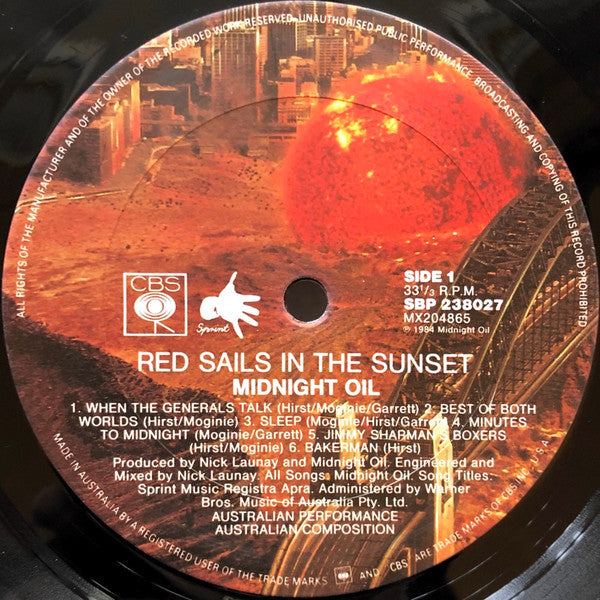 ALL RIGHTS OF THE MANUFACTURER AND OF THE OWNER OF THE RECORDED WORK RESERVED. UNAUTHORISED PUBLIC PERFORMANCE, BROADCASTING AND COPYING OF THIS RECORD PROHIBITED
CBS
Sprint
SIDE 1
33⅓ R.P.M
SBP 238027
MX204865
℗ 1984 Midnight Oil
RED SAILS IN THE SUNSET
MIDNIGHT OIL
1. WHEN THE GENERALS TALK (Hirst/Moginie/Garrett) 2. BEST OF BOTH
WORLDS (Hirst/Moginie) 3. SLEEP (Moginie/Hirst/Garrett) 4. MINUTES
TO MIDNIGHT (Moginie/Garrett) 5. JIMMY SHARMAN'S BOXERS
(Hirst/Moginie) 6. BAKERMAN (Hirst)
Produced by Nick Launay and Midnight Oil. Engineered and
Mixed by Nick Launay. All Songs: Midnight Oil. Song Titles:
Sprint Music Registra Apra. Administered by Warner
Bros. Music of Australia Pty. Ltd.
AUSTRALIAN PERFORMANCE
AUSTRALIAN COMPOSITION
MADE IN AUSTRALIA BY A REGISTERED USER OF THE TRADE MARKS AND CBS ARE TRADE MARKS OF CBS INC. U.S.A.